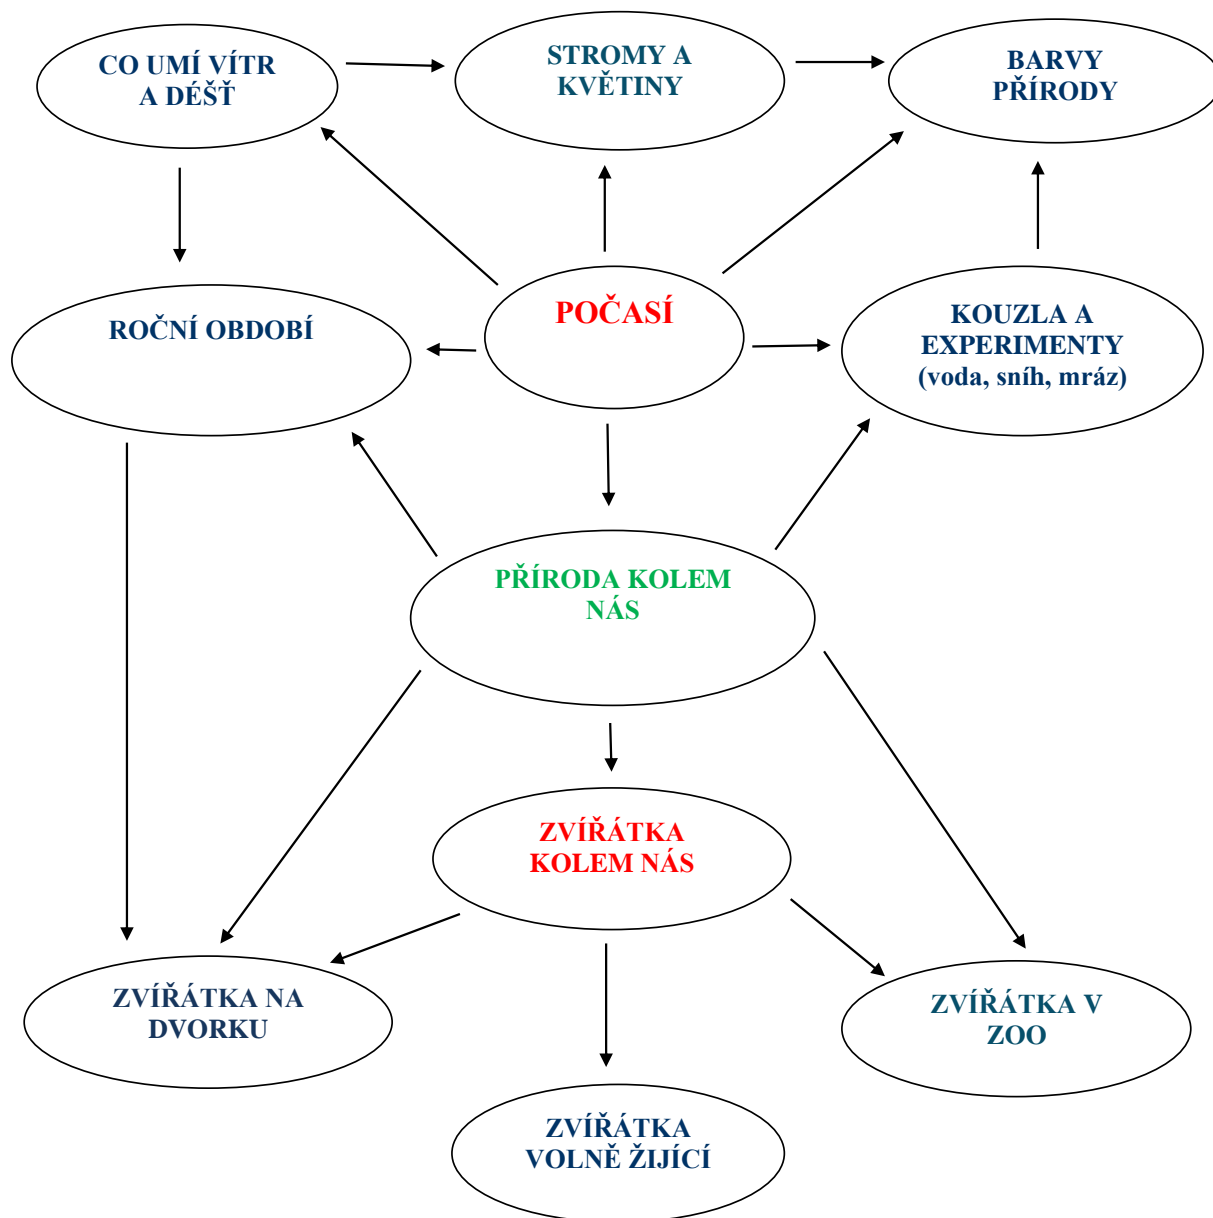 CO UMÍ VÍTR
A DÉŠŤ
STROMY A
KVĚTINY
BARVY
PŘÍRODY
ROČNÍ OBDOBÍ
POČASÍ
KOUZLA A
EXPERIMENTY
(voda, sníh, mráz)
PŘÍRODA KOLEM
NÁS
ZVÍŘÁTKA
KOLEM NÁS
ZVÍŘÁTKA NA
DVORKU
ZVÍŘÁTKA V
ZOO
ZVÍŘÁTKA
VOLNĚ ŽIJÍCÍ